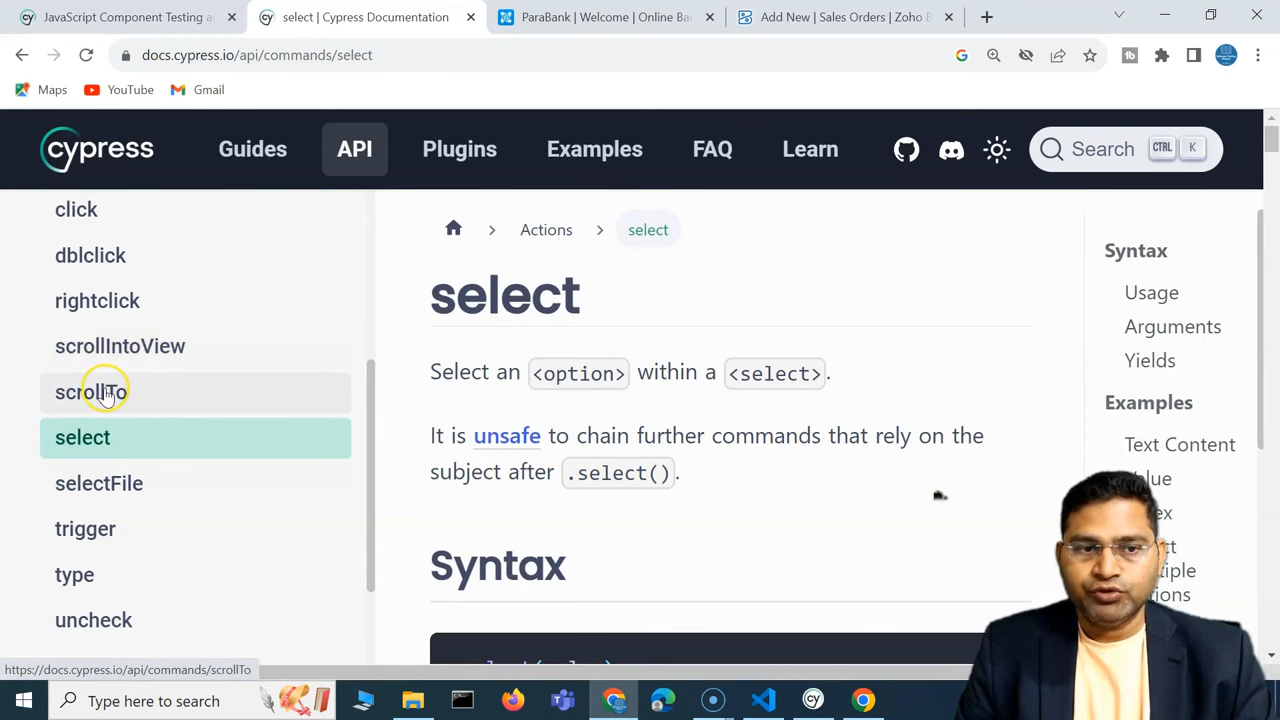 JavaScript Component Testing a
select | Cypress Documentation
ParaBank | Welcome | Online Ba
Add New | Sales Orders | Zoho B
docs.cypress.io/api/commands/select
Maps
YouTube
Gmail
cypress
Guides
API
Plugins
Examples
FAQ
Learn
Search
CTRL
K
click
dblclick
rightclick
scrollIntoView
scrollTo
select
selectFile
trigger
type
uncheck
Actions
select
select
Select an <option> within a <select>.
It is unsafe to chain further commands that rely on the
subject after .select().
Syntax
Syntax
Usage
Arguments
Yields
Examples
Text Content
https://docs.cypress.io/api/commands/scrollTo
Type here to search